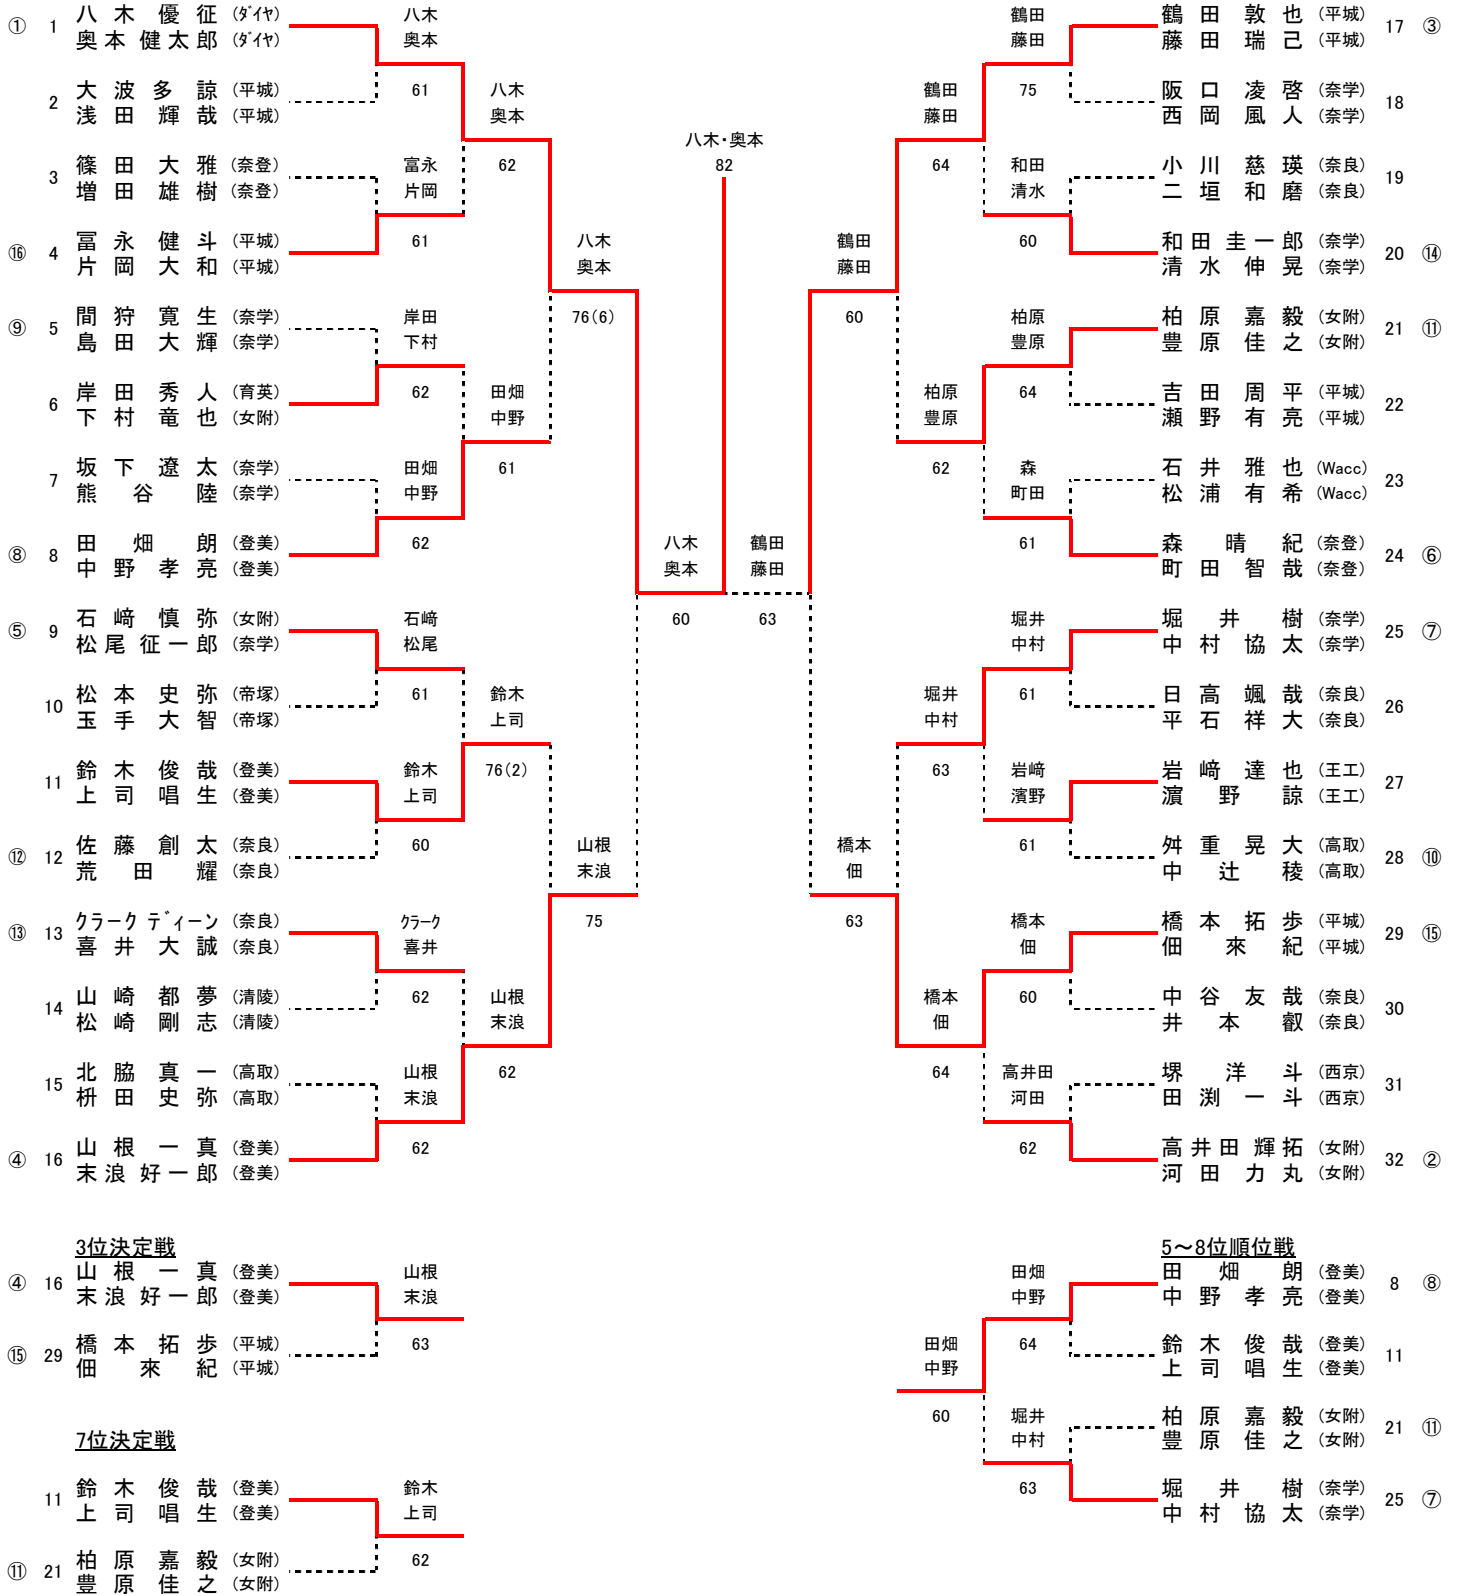 ① 1 八木優征 (ダイヤ)
奥本健太郎 (ダイヤ)
2 大波多諒 (平城)
浅田輝哉 (平城)
3 篠田大雅 (奈登)
増田雄樹 (奈登)
⑯ 4 冨永健斗 (平城)
片岡大和 (平城)
⑨ 5 間狩寛生 (奈学)
島田大輝 (奈学)
6 岸田秀人 (育英)
下村竜也 (女附)
7 坂下遼太 (奈学)
熊谷陸 (奈学)
⑧ 8 田畑朗 (登美)
中野孝亮 (登美)
⑤ 9 石﨑慎弥 (女附)
松尾征一郎 (奈学)
10 松本史弥 (帝塚)
玉手大智 (帝塚)
11 鈴木俊哉 (登美)
上司唱生 (登美)
⑫ 12 佐藤創太 (奈良)
荒田耀 (奈良)
⑬ 13 クラーク ディーン (奈良)
喜井大誠 (奈良)
14 山崎都夢 (清陵)
松崎剛志 (清陵)
15 北脇真一 (高取)
枡田史弥 (高取)
④ 16 山根一真 (登美)
末浪好一郎 (登美)
八木
奥本
61
富永
片岡
61
岸田
下村
62
田畑
中野
62
石﨑
松尾
61
鈴木
上司
60
クラーク
喜井
62
山根
末浪
62
八木
奥本
62
田畑
中野
61
鈴木
上司
76(2)
山根
末浪
62
八木
奥本
76(6)
山根
末浪
75
八木
奥本
60
八木・奥本
82
鶴田
藤田
63
鶴田
藤田
60
橋本
佃
63
鶴田
藤田
64
柏原
豊原
62
堀井
中村
63
橋本
佃
64
鶴田
藤田
75
和田
清水
60
柏原
豊原
64
森
町田
61
堀井
中村
61
岩﨑
濱野
61
橋本
佃
60
高井田
河田
62
鶴田敦也 (平城) 17 ③
藤田瑞己 (平城)
阪口凌啓 (奈学) 18
西岡風人 (奈学)
小川慈瑛 (奈良) 19
二垣和磨 (奈良)
和田圭一郎 (奈学) 20 ⑭
清水伸晃 (奈学)
柏原嘉毅 (女附) 21 ⑪
豊原佳之 (女附)
吉田周平 (平城) 22
瀬野有亮 (平城)
石井雅也 (Wacc) 23
松浦有希 (Wacc)
森晴紀 (奈登) 24 ⑥
町田智哉 (奈登)
堀井樹 (奈学) 25 ⑦
中村協太 (奈学)
日高颯哉 (奈良) 26
平石祥大 (奈良)
岩﨑達也 (王工) 27
濵野諒 (王工)
舛重晃大 (高取) 28 ⑩
中辻稜 (高取)
橋本拓歩 (平城) 29 ⑮
佃來紀 (平城)
中谷友哉 (奈良) 30
井本叡 (奈良)
堺洋斗 (西京) 31
田渕一斗 (西京)
高井田輝拓 (女附) 32 ②
河田力丸 (女附)
3位決定戦
④ 16 山根一真 (登美)
末浪好一郎 (登美)
⑮ 29 橋本拓歩 (平城)
佃來紀 (平城)
山根
末浪
63
7位決定戦
11 鈴木俊哉 (登美)
上司唱生 (登美)
⑪ 21 柏原嘉毅 (女附)
豊原佳之 (女附)
鈴木
上司
62
5～8位順位戦
田畑朗 (登美) 8 ⑧
中野孝亮 (登美)
鈴木俊哉 (登美) 11
上司唱生 (登美)
柏原嘉毅 (女附) 21 ⑪
豊原佳之 (女附)
堀井樹 (奈学) 25 ⑦
中村協太 (奈学)
田畑
中野
64
堀井
中村
63
田畑
中野
60